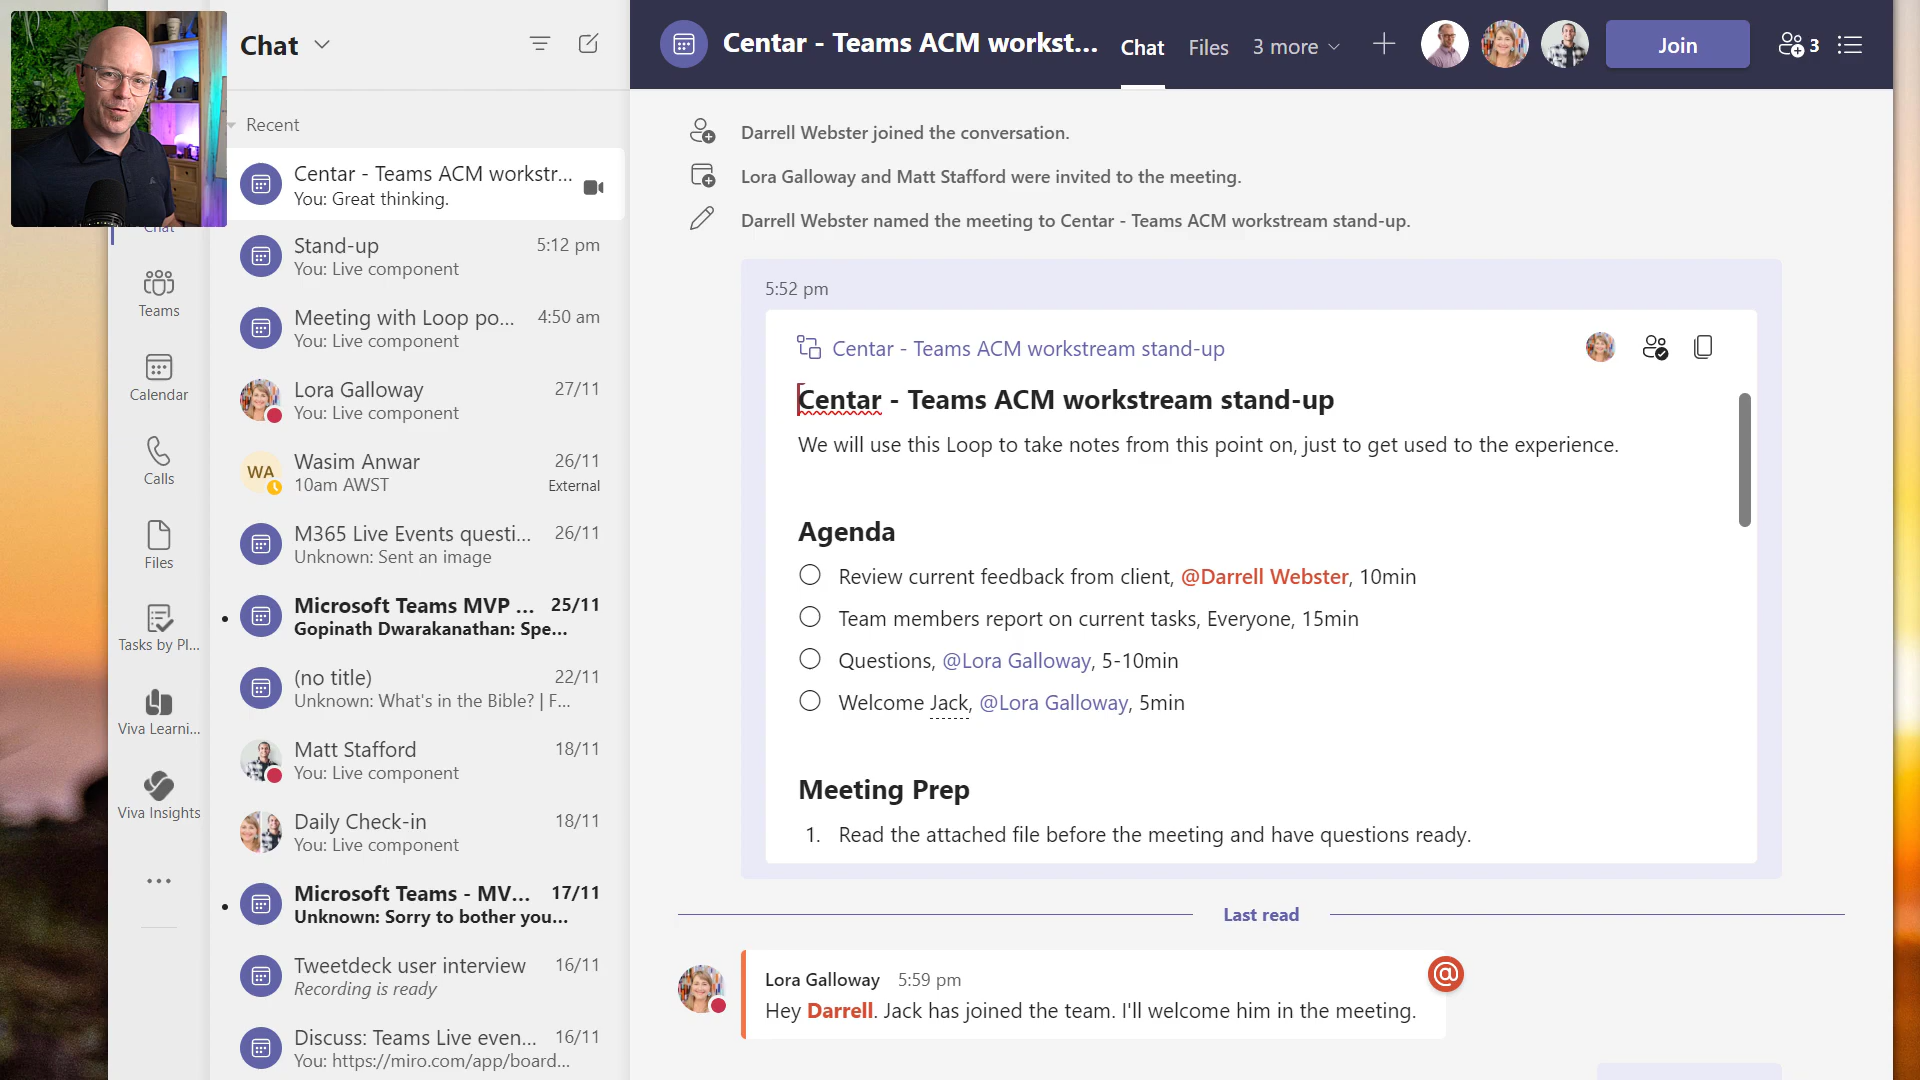 Chat
Recent
Centar - Teams ACM workstr...
You: Great thinking.
Stand-up 5:12 pm
You: Live component
Meeting with Loop po... 4:50 am
You: Live component
Lora Galloway 27/11
You: Live component
WA
Wasim Anwar 26/11
10am AWST External
M365 Live Events questi... 26/11
Unknown: Sent an image
Microsoft Teams MVP ... 25/11
Gopinath Dwarakanathan: Spe...
(no title) 22/11
Unknown: What's in the Bible? | F...
Matt Stafford 18/11
You: Live component
Daily Check-in 18/11
You: Live component
Microsoft Teams - MV... 17/11
Unknown: Sorry to bother you...
Tweetdeck user interview 16/11
Recording is ready
Discuss: Teams Live even... 16/11
You: https://miro.com/app/board...
Chat
Teams
Calendar
Calls
Files
Tasks by Pl...
Viva Learni...
Viva Insights
Centar - Teams ACM workst... Chat Files 3 more Join 3
Darrell Webster joined the conversation.
Lora Galloway and Matt Stafford were invited to the meeting.
Darrell Webster named the meeting to Centar - Teams ACM workstream stand-up.
5:52 pm
Centar - Teams ACM workstream stand-up
Centar - Teams ACM workstream stand-up
We will use this Loop to take notes from this point on, just to get used to the experience.
Agenda
Review current feedback from client, @Darrell Webster, 10min
Team members report on current tasks, Everyone, 15min
Questions, @Lora Galloway, 5-10min
Welcome Jack, @Lora Galloway, 5min
Meeting Prep
1. Read the attached file before the meeting and have questions ready.
Last read
Lora Galloway 5:59 pm
@
Hey Darrell. Jack has joined the team. I'll welcome him in the meeting.